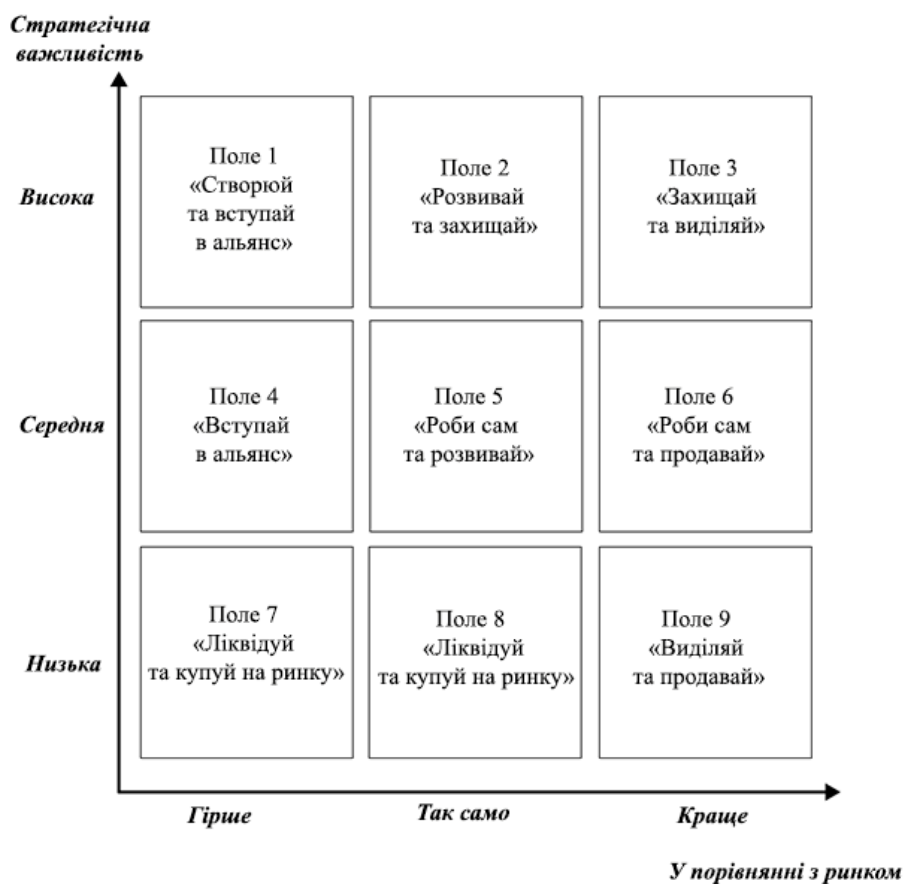 Стратегічна
важливість
Висока
Поле 1
«Створюй
та вступай
в альянс»
Поле 2
«Розвивай
та захищай»
Поле 3
«Захищай
та виділяй»
Середня
Поле 4
«Вступай
в альянс»
Поле 5
«Роби сам
та розвивай»
Поле 6
«Роби сам
та продавай»
Низька
Поле 7
«Ліквідуй
та купуй на ринку»
Поле 8
«Ліквідуй
та купуй на ринку»
Поле 9
«Виділяй
та продавай»
Гірше
Так само
Краще
У порівнянні з ринком